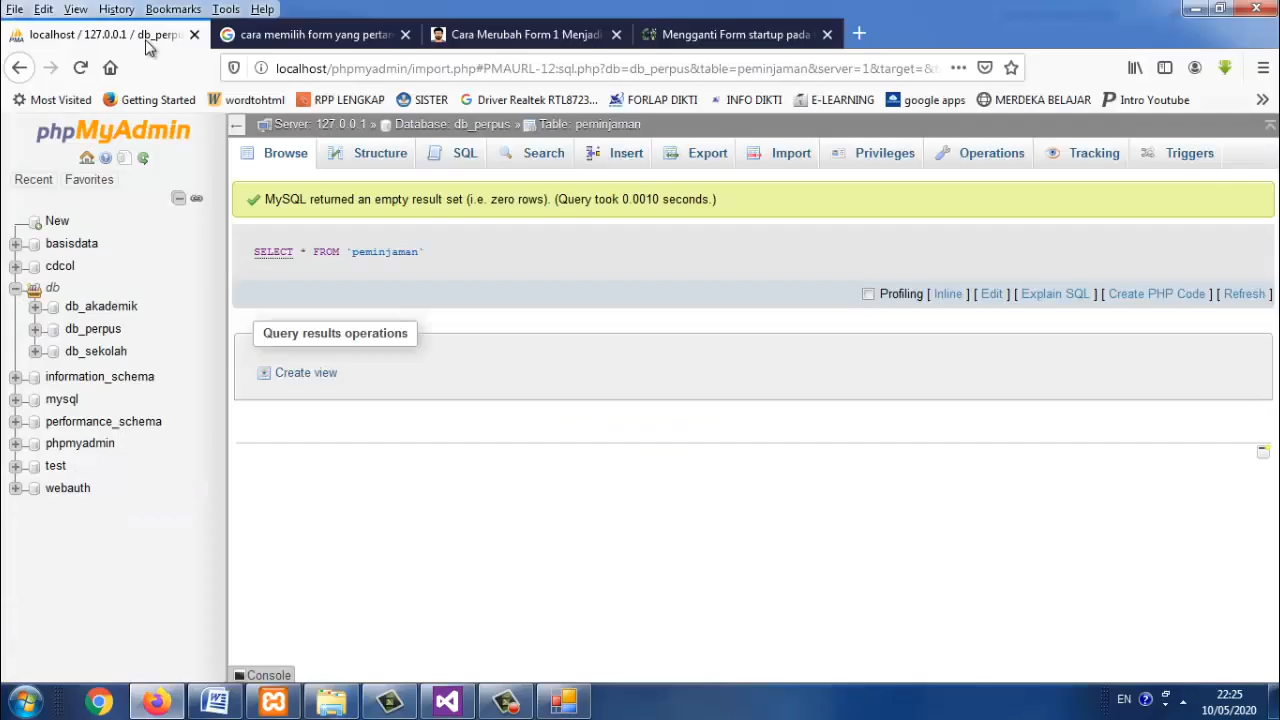 File Edit View History Bookmarks Tools Help
localhost / 127.0.0.1 / db_perpu
cara memilih form yang pertam
Cara Merubah Form 1 Menjadi
Mengganti Form startup pada
localhost/phpmyadmin/import.php#PMAURL-12:sql.php?db=db_perpus&table=peminjaman&server=1&target=&
Most Visited Getting Started wordtohtml RPP LENGKAP SISTER Driver Realtek RTL8723... FORLAP DIKTI INFO DIKTI E-LEARNING google apps MERDEKA BELAJAR Intro Youtube
phpMyAdmin
Recent Favorites
New
basisdata
cdcol
db
db_akademik
db_perpus
db_sekolah
information_schema
mysql
performance_schema
phpmyadmin
test
webauth
Server: 127.0.0.1 » Database: db_perpus » Table: peminjaman
Browse Structure SQL Search Insert Export Import Privileges Operations Tracking Triggers
MySQL returned an empty result set (i.e. zero rows). (Query took 0.0010 seconds.)
SELECT * FROM `peminjaman`
Profiling [ Inline ] [ Edit ] [ Explain SQL ] [ Create PHP Code ] [ Refresh ]
Query results operations
Create view
Console
EN
22:25
10/05/2020